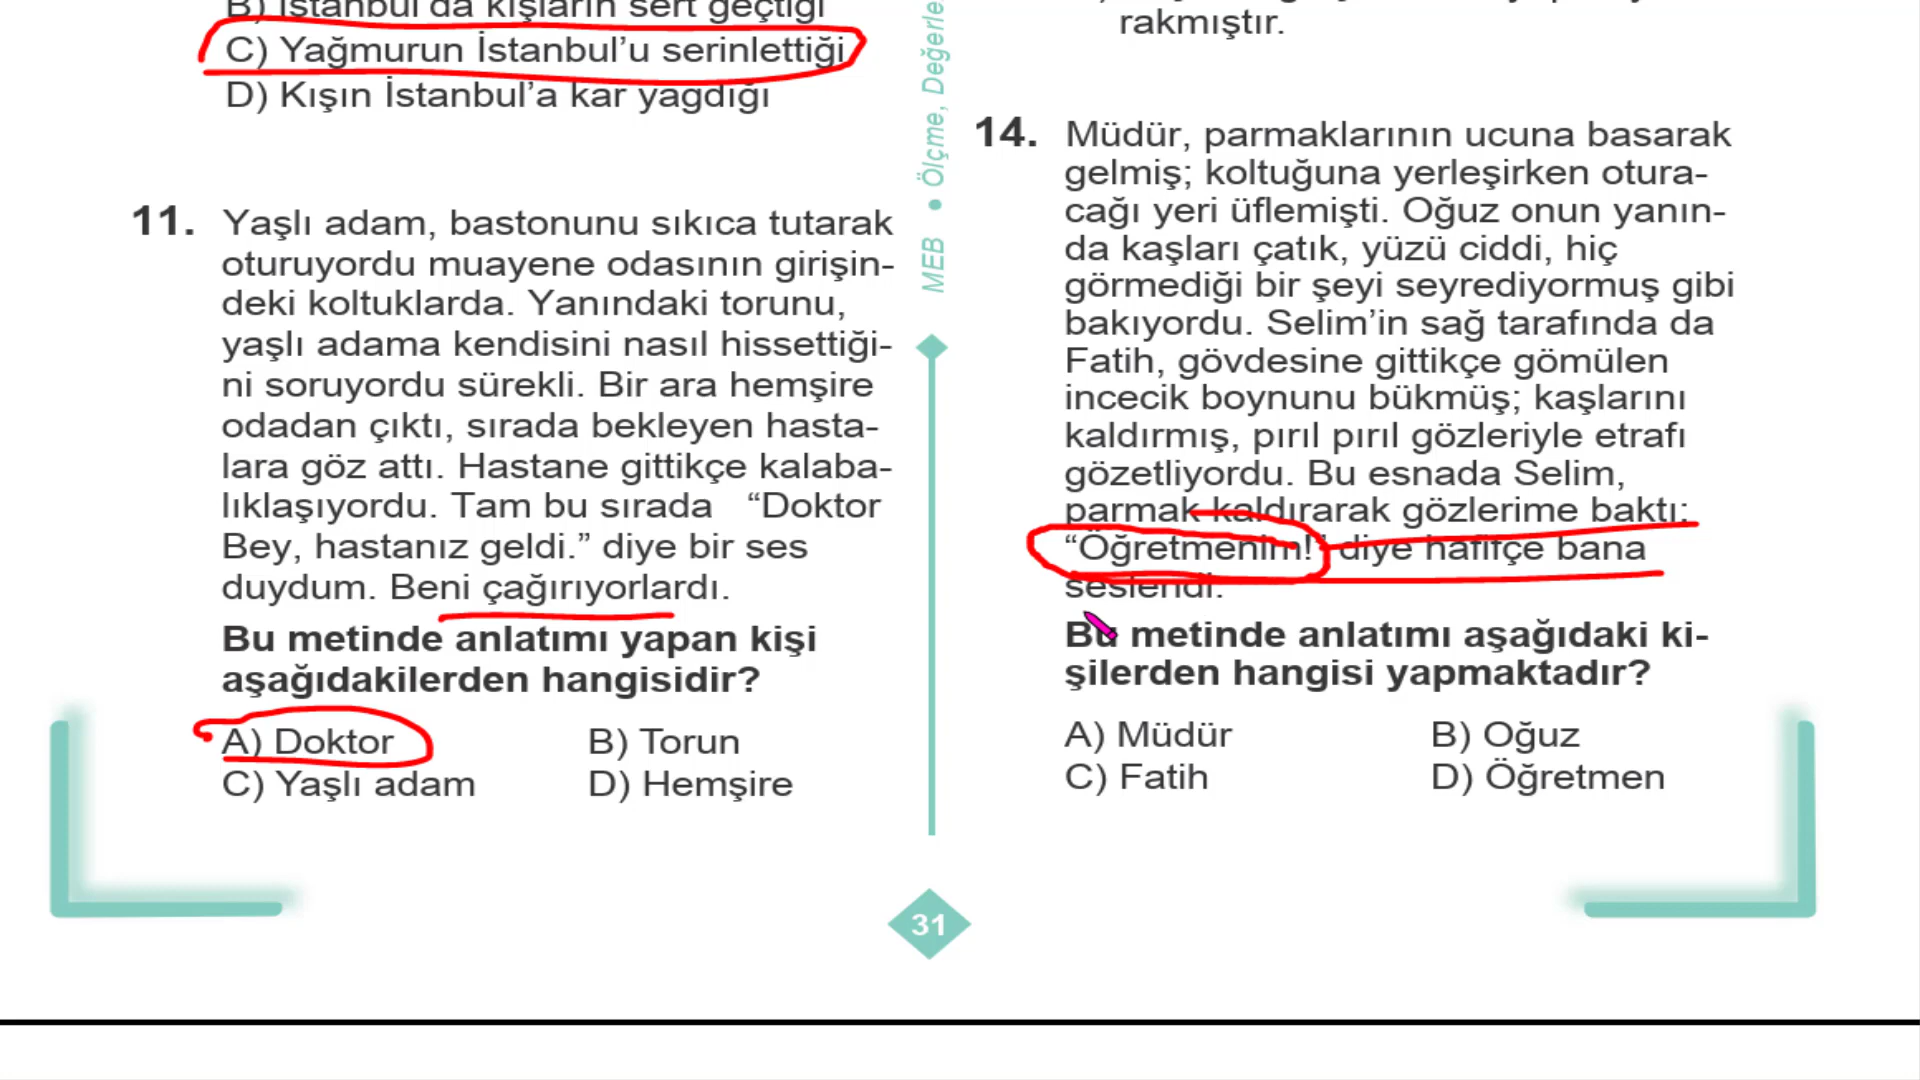 B) İstanbul'da kışların sert geçtiği
C) Yağmurun İstanbul'u serinlettiği
D) Kışın İstanbul'a kar yağdığı
11. Yaşlı adam, bastonunu sıkıca tutarak
oturuyordu muayene odasının girişin-
deki koltuklarda. Yanındaki torunu,
yaşlı adama kendisini nasıl hissettiği-
ni soruyordu sürekli. Bir ara hemşire
odadan çıktı, sırada bekleyen hasta-
lara göz attı. Hastane gittikçe kalaba-
lıklaşıyordu. Tam bu sırada “Doktor
Bey, hastanız geldi.” diye bir ses
duydum. Beni çağırıyorlardı.
Bu metinde anlatımı yapan kişi
aşağıdakilerden hangisidir?
A) Doktor B) Torun
C) Yaşlı adam D) Hemşire
MEB • Ölçme, Değerle
rakmıştır.
14. Müdür, parmaklarının ucuna basarak
gelmiş; koltuğuna yerleşirken otura-
cağı yeri üflemişti. Oğuz onun yanın-
da kaşları çatık, yüzü ciddi, hiç
görmediği bir şeyi seyrediyormuş gibi
bakıyordu. Selim’in sağ tarafında da
Fatih, gövdesine gittikçe gömülen
incecik boynunu bükmüş; kaşlarını
kaldırmış, pırıl pırıl gözleriyle etrafı
gözetliyordu. Bu esnada Selim,
parmak kaldırarak gözlerime baktı:
“Öğretmenim!” diye hafifçe bana
seslendi.
Bu metinde anlatımı aşağıdaki ki-
şilerden hangisi yapmaktadır?
A) Müdür B) Oğuz
C) Fatih D) Öğretmen
31